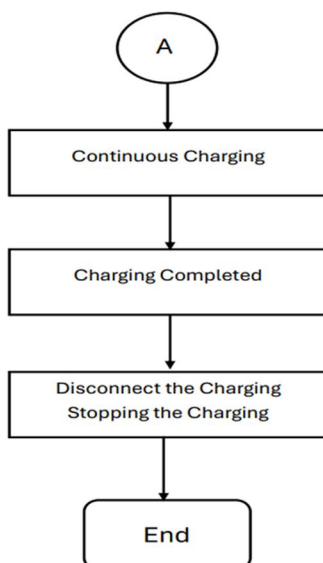 A
Continuous Charging
Charging Completed
Disconnect the Charging
Stopping the Charging
End